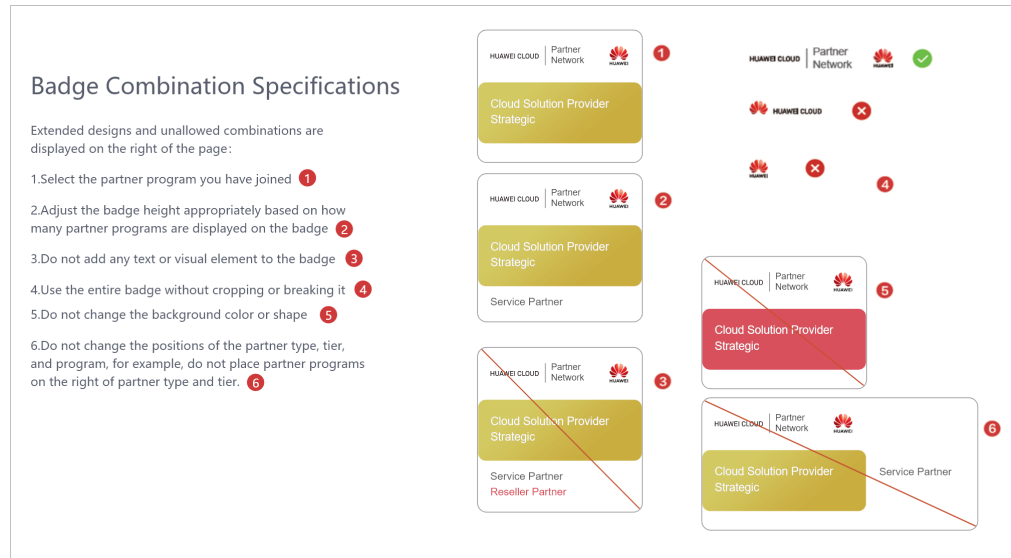 Badge Combination Specifications
Extended designs and unallowed combinations are
displayed on the right of the page:
1.Select the partner program you have joined 1
2.Adjust the badge height appropriately based on how
many partner programs are displayed on the badge 2
3.Do not add any text or visual element to the badge 3
4.Use the entire badge without cropping or breaking it 4
5.Do not change the background color or shape 5
6.Do not change the positions of the partner type, tier,
and program, for example, do not place partner programs
on the right of partner type and tier. 6
HUAWEI CLOUD
Partner
Network
HUAWEI
1
Cloud Solution Provider
Strategic
HUAWEI CLOUD
Partner
Network
HUAWEI
2
Cloud Solution Provider
Strategic
Service Partner
HUAWEI CLOUD
Partner
Network
HUAWEI
3
Cloud Solution Provider
Strategic
Service Partner
Reseller Partner
HUAWEI CLOUD
Partner
Network
HUAWEI
HUAWEI CLOUD
HUAWEI
4
HUAWEI CLOUD
Partner
Network
HUAWEI
5
Cloud Solution Provider
Strategic
HUAWEI CLOUD
Partner
Network
HUAWEI
6
Cloud Solution Provider
Strategic
Service Partner